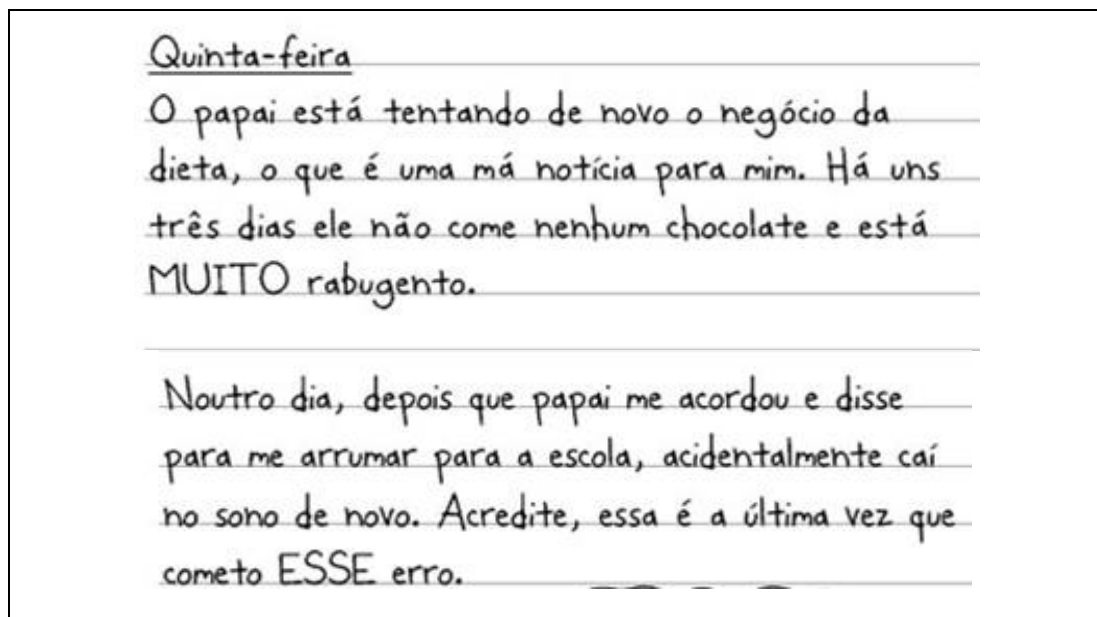 Quinta-feira
O papai está tentando de novo o negócio da
dieta, o que é uma má notícia para mim. Há uns
três dias ele não come nenhum chocolate e está
MUITO rabugento.
Noutro dia, depois que papai me acordou e disse
para me arrumar para a escola, acidentalmente caí
no sono de novo. Acredite, essa é a última vez que
cometo ESSE erro.